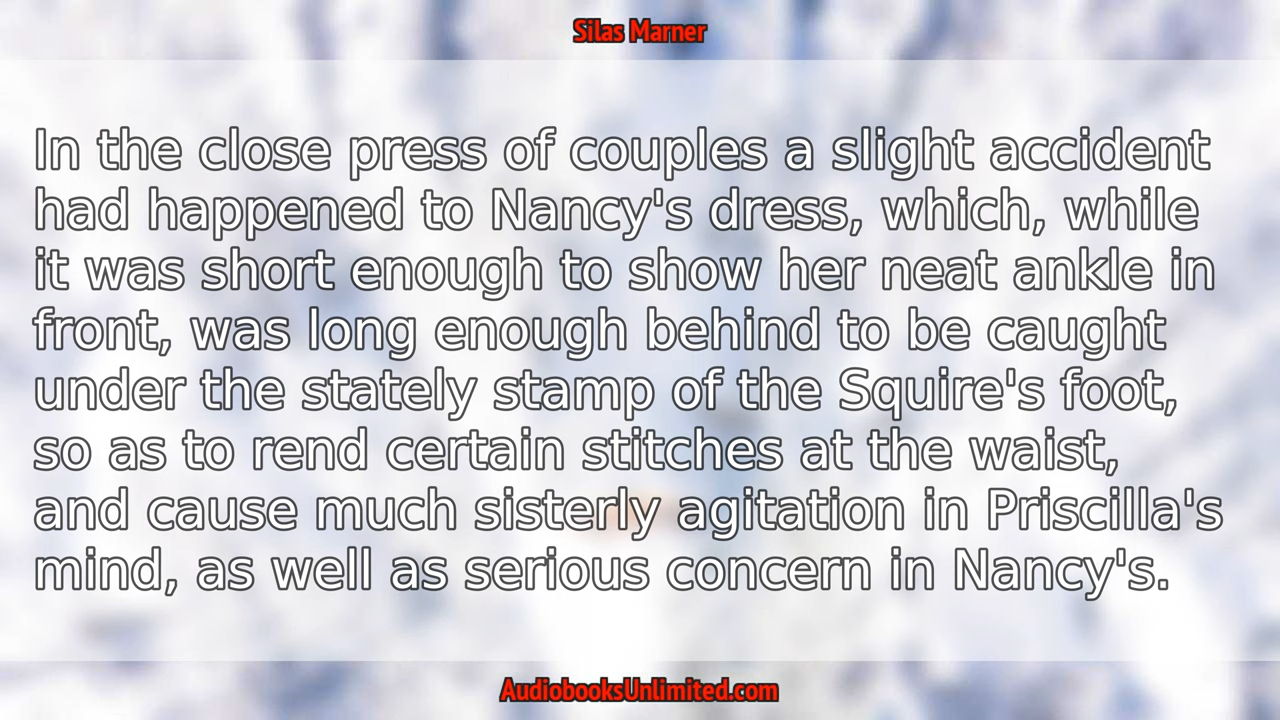 Silas Marner
In the close press of couples a slight accident
had happened to Nancy's dress, which, while
it was short enough to show her neat ankle in
front, was long enough behind to be caught
under the stately stamp of the Squire's foot,
so as to rend certain stitches at the waist,
and cause much sisterly agitation in Priscilla's
mind, as well as serious concern in Nancy's.
AudiobooksUnlimited.com